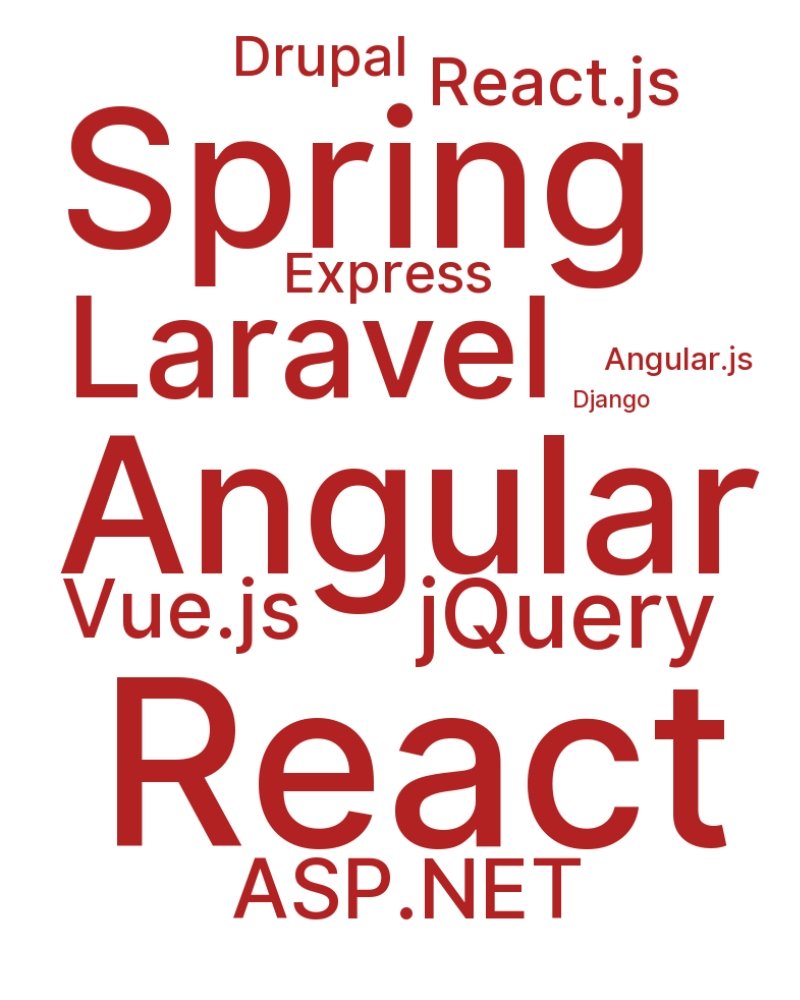 Drupal
React.js
Spring
Express
Laravel
Angular.js
Django
Angular
Vue.js
jQuery
React
ASP.NET